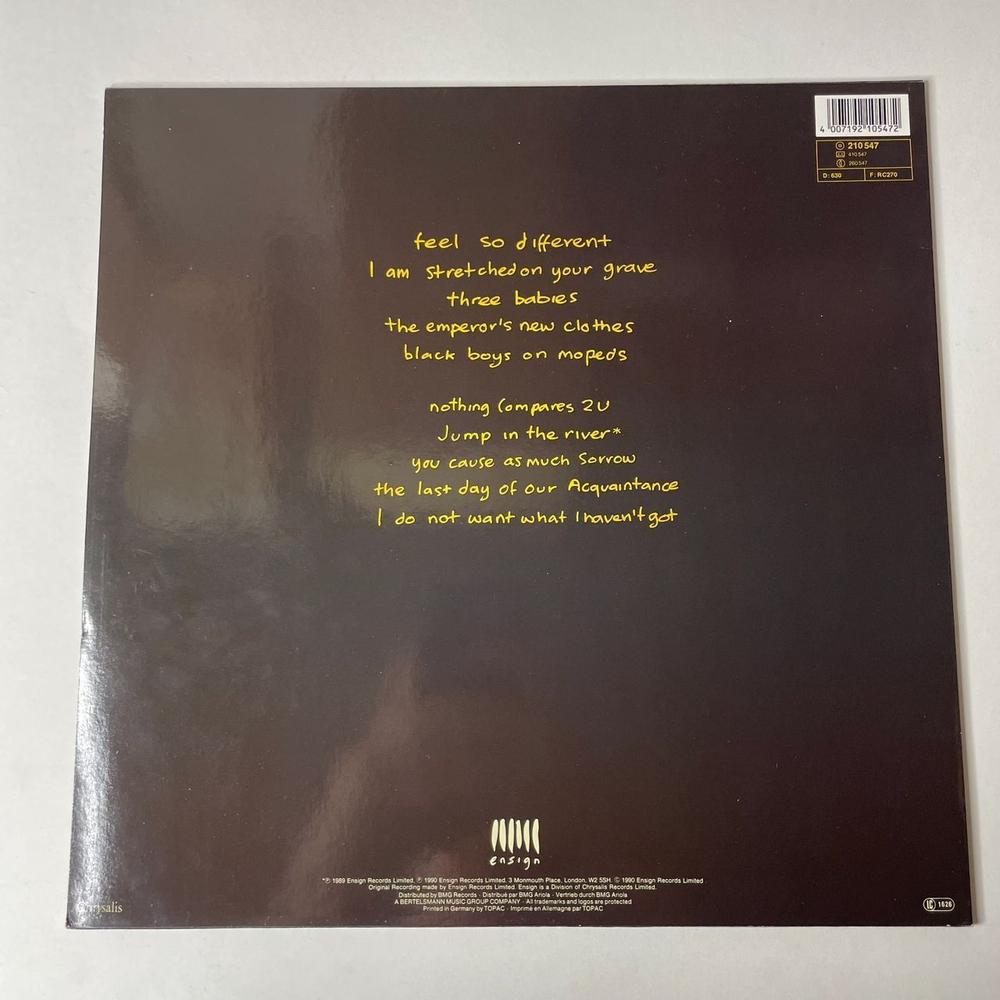 4 007192 105472
210 547
410 547
260 547
D: 630 F: RC270
feel so different
I am stretched on your grave
three babies
the emperor's new clothes
black boys on mopeds
nothing Compares 2 U
Jump in the river*
you cause as much Sorrow
the last day of our Acquaintance
I do not want what I haven't got
ensign
*℗ 1989 Ensign Records Limited, ℗ 1990 Ensign Records Limited. 3 Monmouth Place, London, W2 5SH. © 1990 Ensign Records Limited
Original Recording made by Ensign Records Limited. Ensign is a Division of Chrysalis Records Limited.
Distributed by BMG Records - Distribué par BMG Ariola - Vertrieb durch BMG Ariola
A BERTELSMANN MUSIC GROUP COMPANY - All trademarks and logos are protected
Printed in Germany by TOPAC - Imprimé en Allemagne par TOPAC
Chrysalis
LC 1626